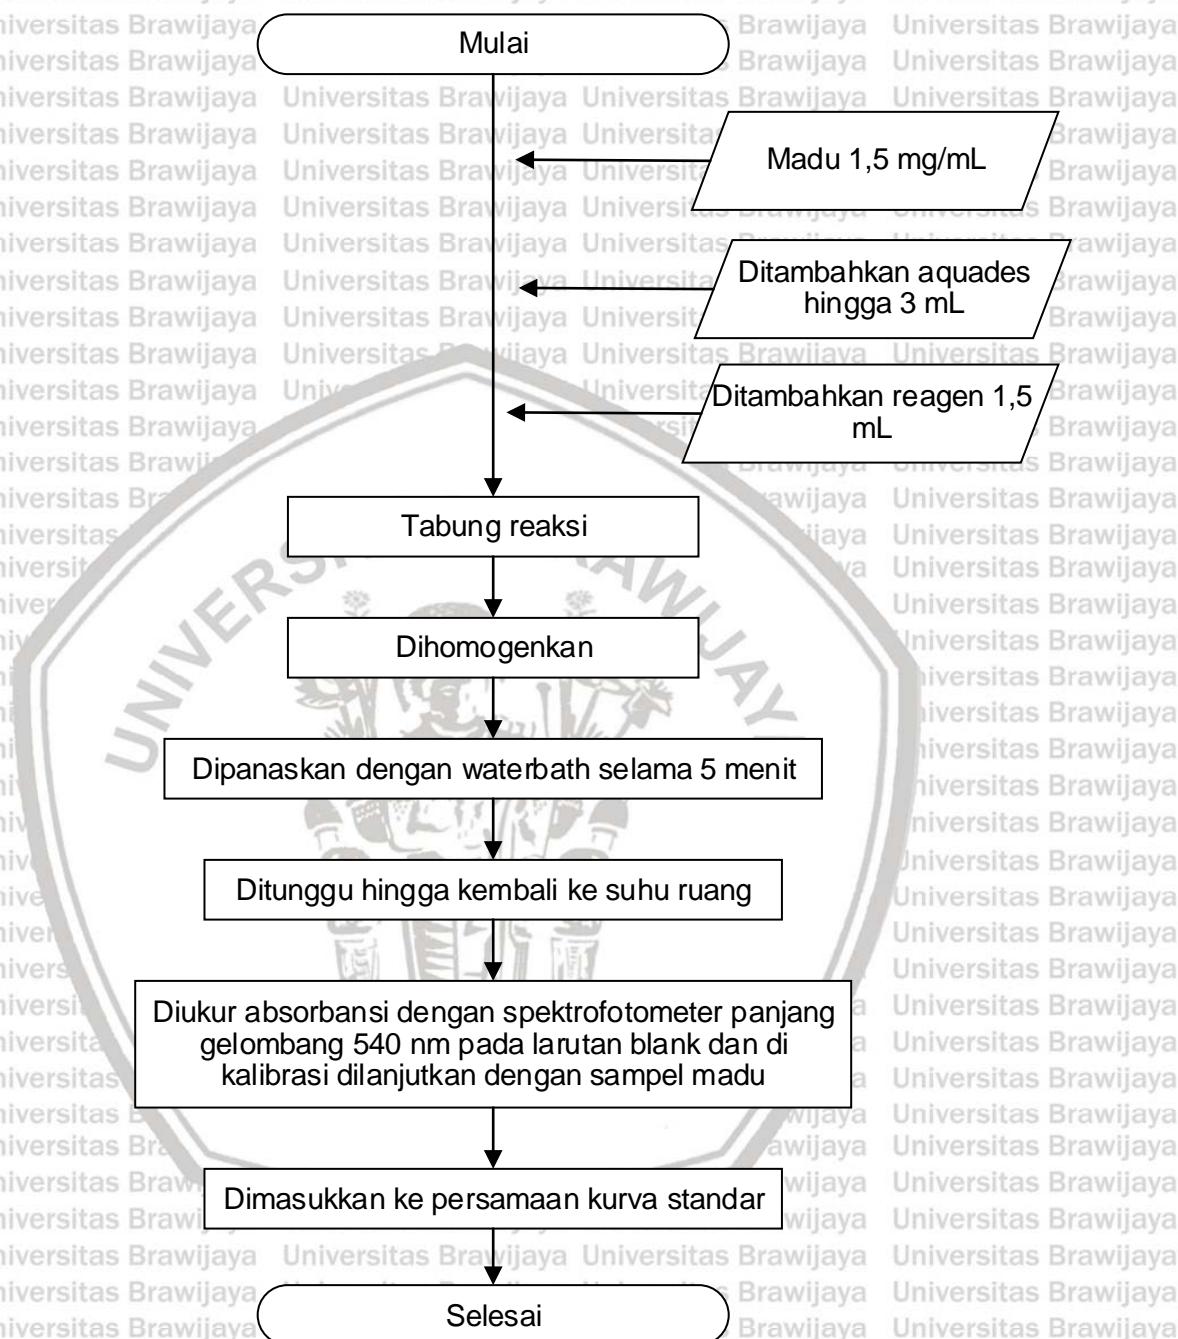 Mulai
Madu 1,5 mg/mL
Ditambahkan aquades
hingga 3 mL
Ditambahkan reagen 1,5
mL
Tabung reaksi
Dihomogenkan
Dipanaskan dengan waterbath selama 5 menit
Ditunggu hingga kembali ke suhu ruang
Diukur absorbansi dengan spektrofotometer panjang
gelombang 540 nm pada larutan blank dan di
kalibrasi dilanjutkan dengan sampel madu
Dimasukkan ke persamaan kurva standar
Selesai